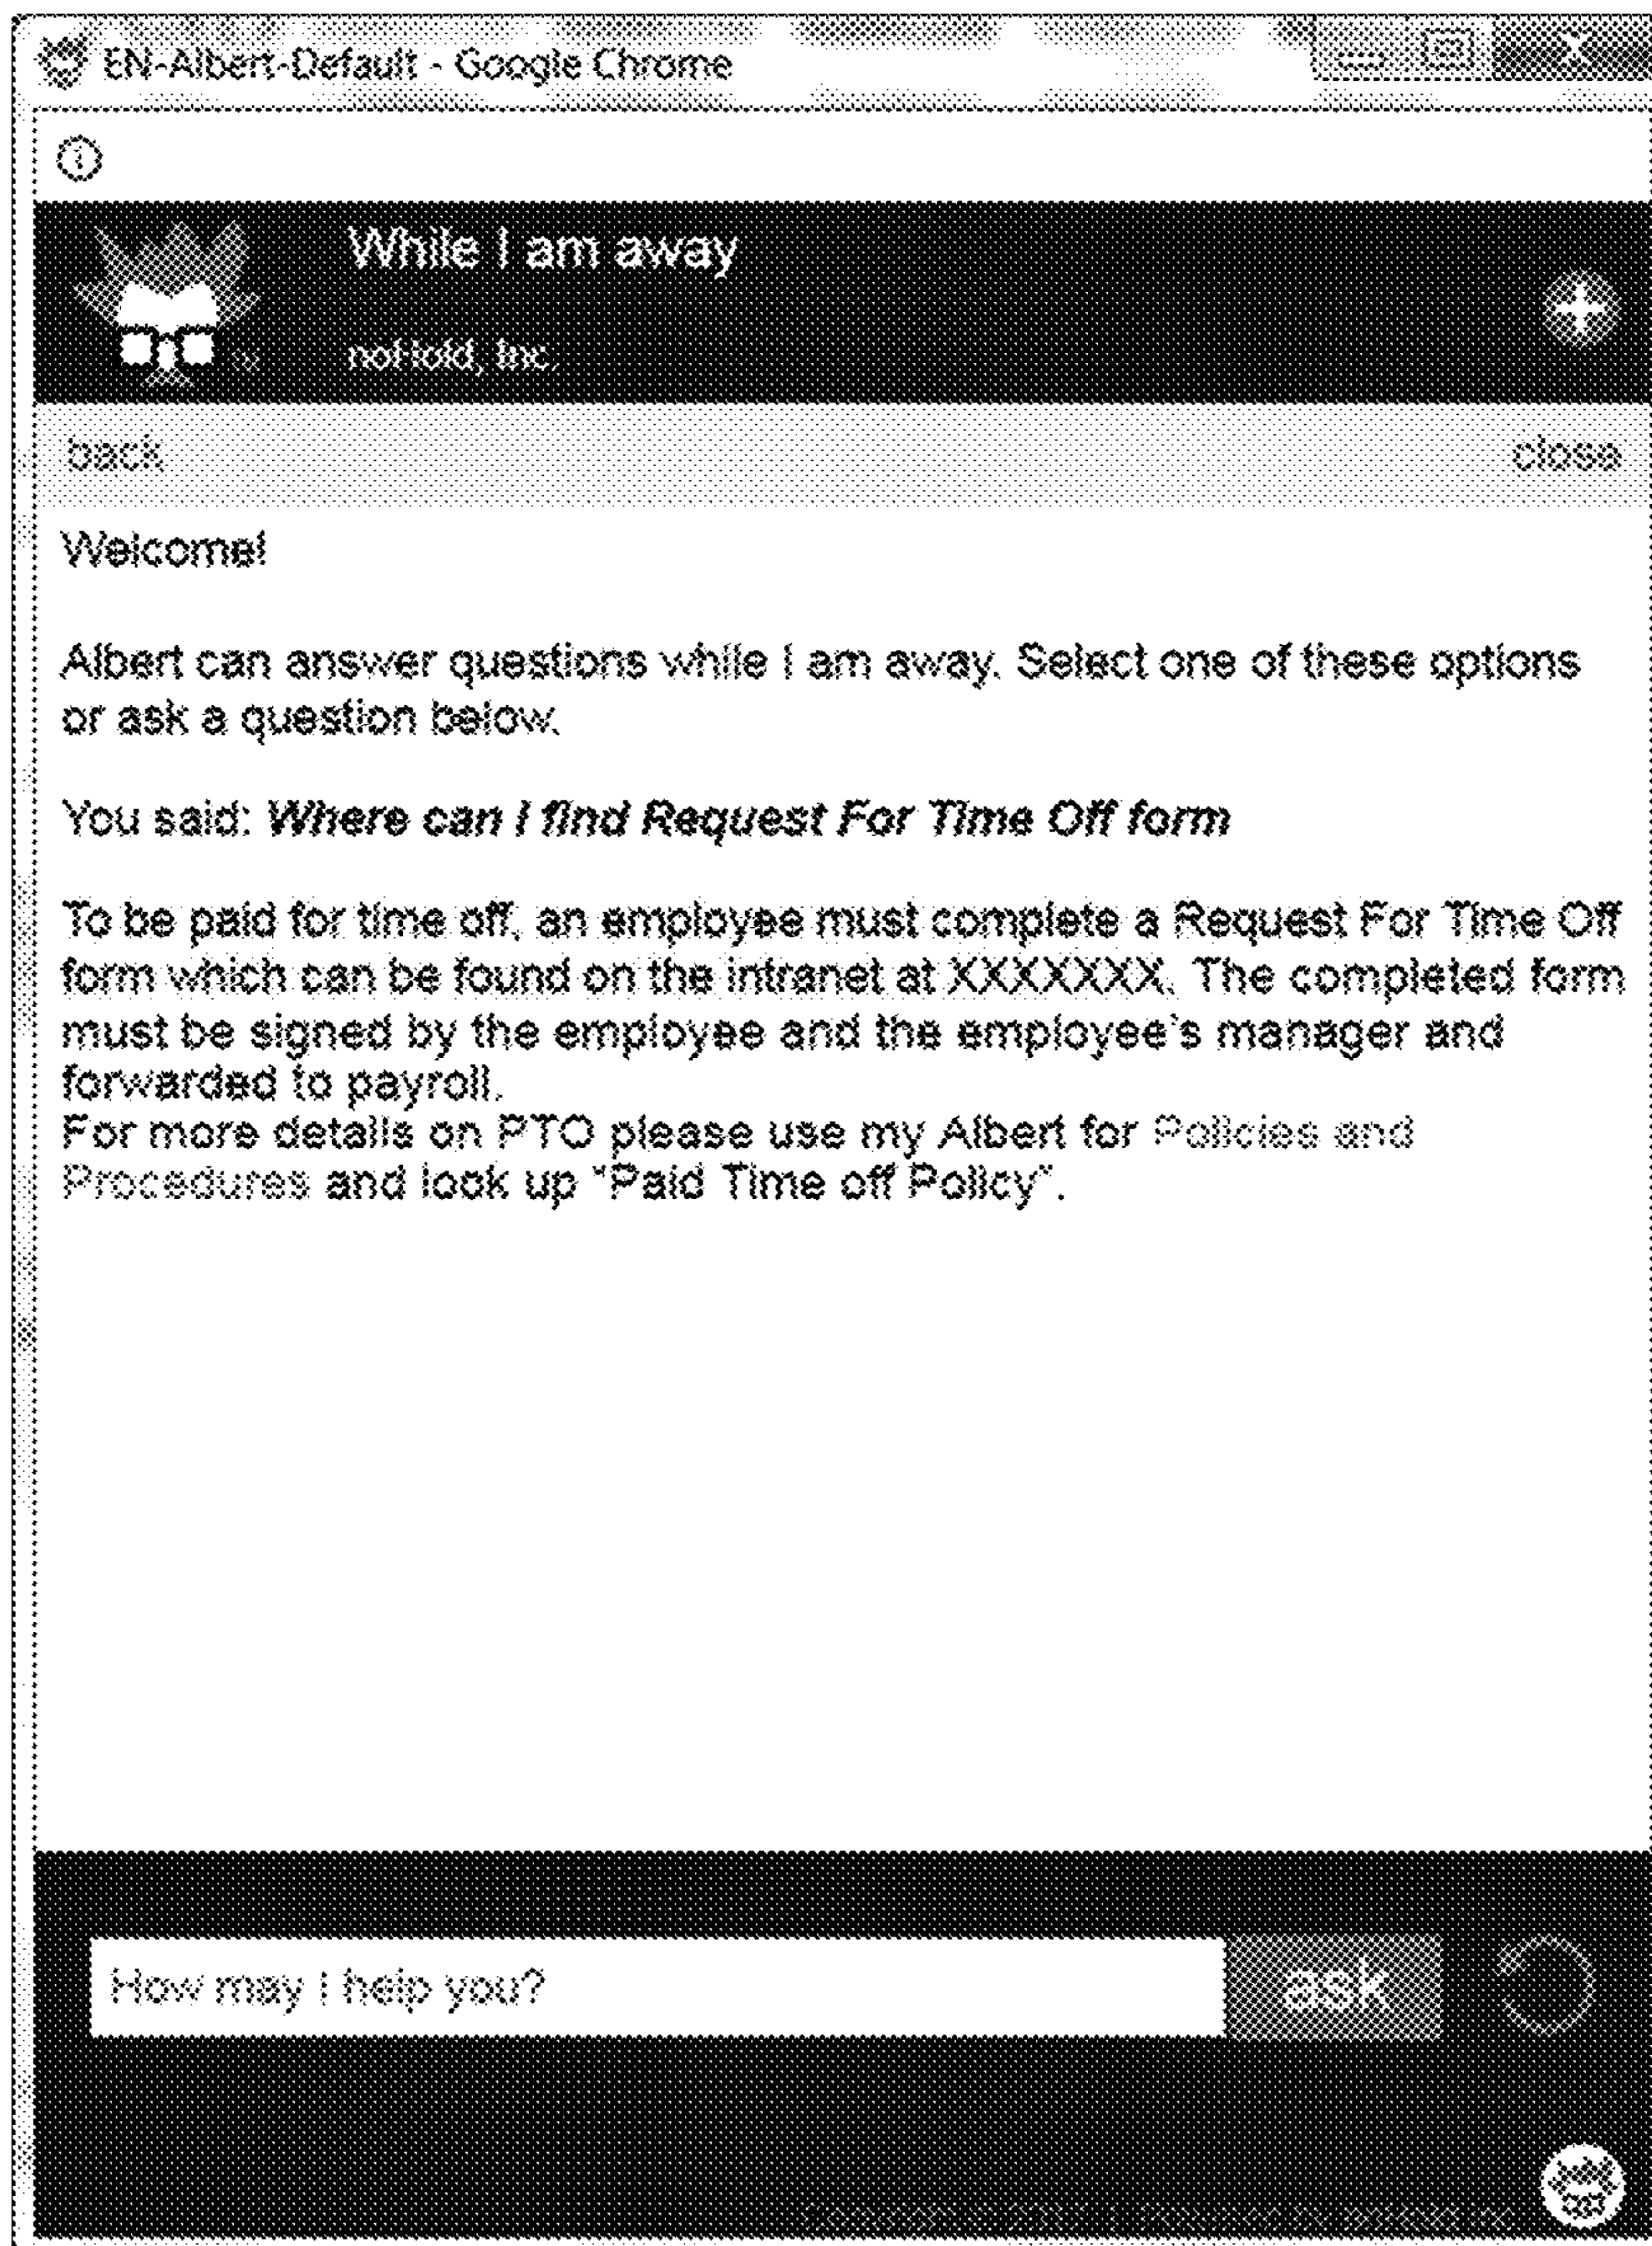 EN-Albert-Default - Google Chrome
While I am away
noHold, Inc.
back close
Welcome!
Albert can answer questions while I am away. Select one of these options
or ask a question below.
You said: Where can I find Request For Time Off form
To be paid for time off, an employee must complete a Request For Time Off
form which can be found on the intranet at XXXXXXX. The completed form
must be signed by the employee and the employee's manager and
forwarded to payroll.
For more details on PTO please use my Albert for Policies and
Procedures and look up "Paid Time off Policy".
How may I help you? ask